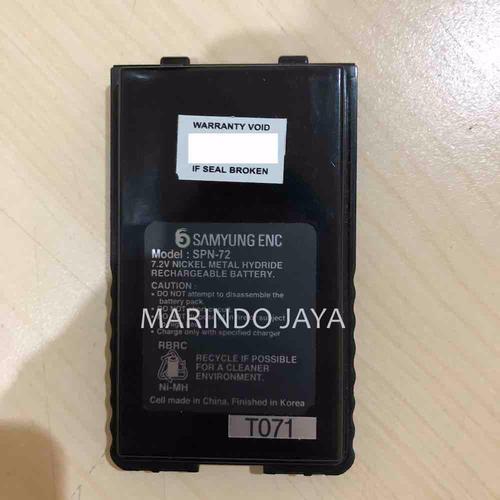 WARRANTY VOID
IF SEAL BROKEN
SAMYUNG ENC
Model : SPN-72
7.2V NICKEL METAL HYDRIDE
RECHARGEABLE BATTERY.
CAUTION :
• DO NOT attempt to disassemble the
battery pack.
• DO NOT
MARINDO JAYA
• Charge only with specified charger
RBRC
RECYCLE IF POSSIBLE
FOR A CLEANER
ENVIRONMENT.
Ni-MH
Cell made in China, Finished in Korea
T071